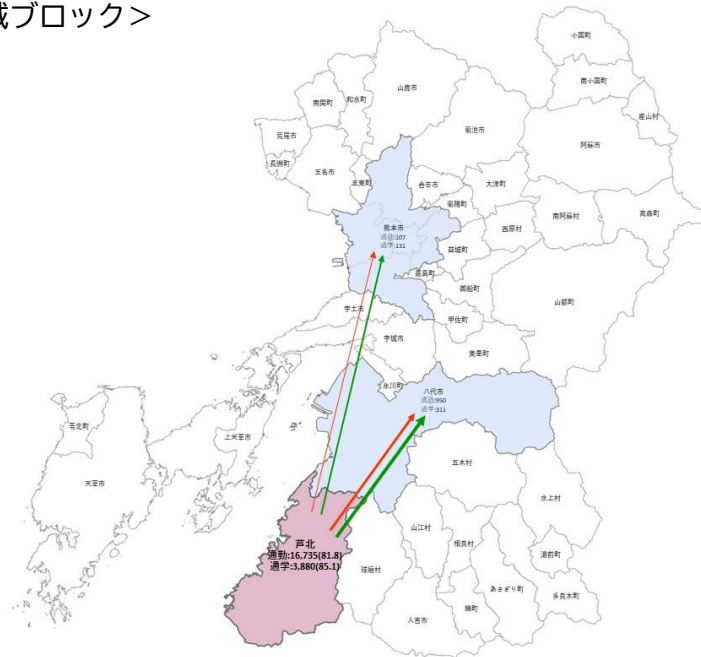 域ブロック＞
小国町
南小国町
産山村
山鹿市
和水町
南関町
菊池市
阿蘇市
荒尾市
長洲町
玉名市
玉東町
合志市
大津町
菊陽町
西原村
南阿蘇村
高森町
熊本市
通勤:107
通学:131
益城町
嘉島町
御船町
山都町
宇土市
甲佐町
宇城市
美里町
氷川町
八代市
通勤:950
通学:311
苓北町
上天草市
天草市
五木村
水上村
山江村
相良村
湯前町
芦北
通勤:16,735(81.8)
通学:3,880(85.1)
球磨村
あさぎり町
多良木町
錦町
人吉市